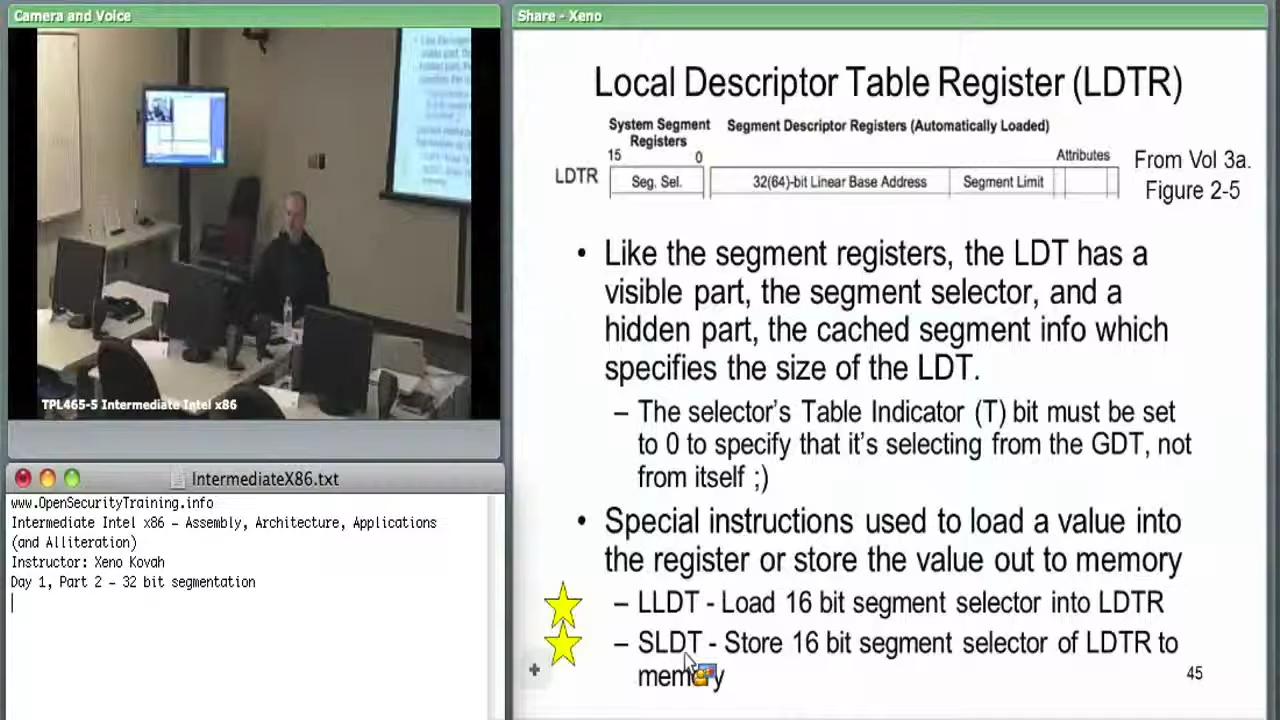 Camera and Voice
TPL465-5 Intermediate Intel x86
IntermediateX86.txt
www.OpenSecurityTraining.info
Intermediate Intel x86 – Assembly, Architecture, Applications
(and Alliteration)
Instructor: Xeno Kovah
Day 1, Part 2 – 32 bit segmentation
Share - Xeno
Local Descriptor Table Register (LDTR)
System Segment
Registers
Segment Descriptor Registers (Automatically Loaded)
15 0
Attributes
LDTR Seg. Sel. 32(64)-bit Linear Base Address Segment Limit
From Vol 3a.
Figure 2-5
• Like the segment registers, the LDT has a
visible part, the segment selector, and a
hidden part, the cached segment info which
specifies the size of the LDT.
– The selector's Table Indicator (T) bit must be set
to 0 to specify that it's selecting from the GDT, not
from itself ;)
• Special instructions used to load a value into
the register or store the value out to memory
– LLDT - Load 16 bit segment selector into LDTR
– SLDT - Store 16 bit segment selector of LDTR to
memory
45